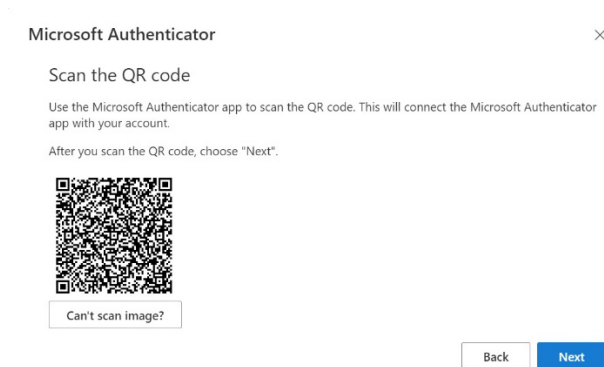 Microsoft Authenticator
Scan the QR code
Use the Microsoft Authenticator app to scan the QR code. This will connect the Microsoft Authenticator
app with your account.
After you scan the QR code, choose "Next".
Can't scan image?
Back
Next